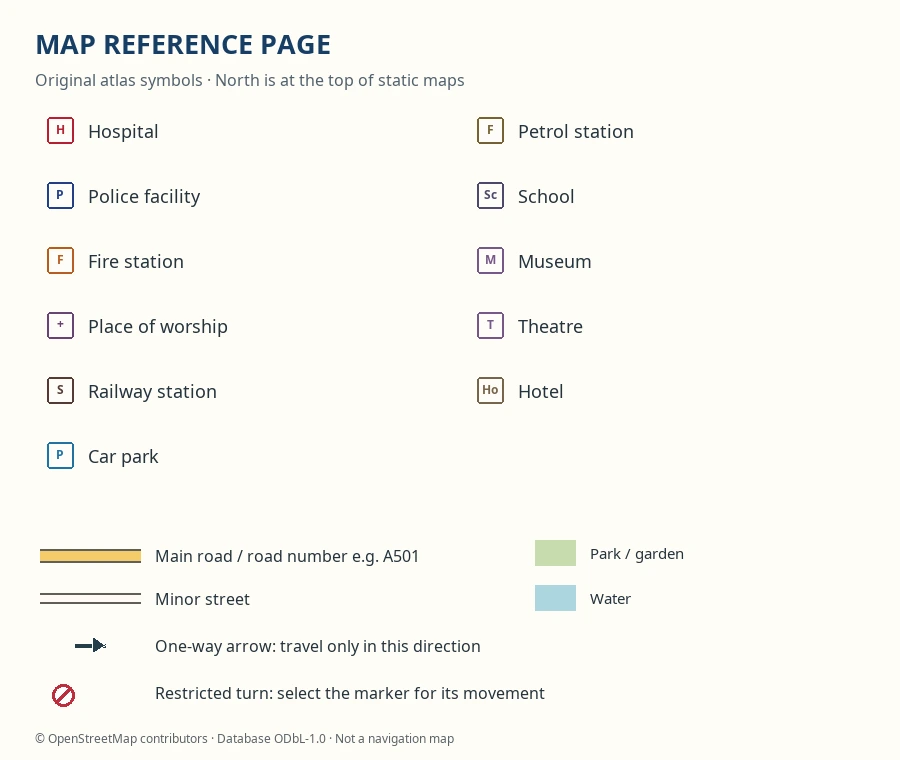 MAP REFERENCE PAGE
Original atlas symbols · North is at the top of static maps
H Hospital
F Petrol station
P Police facility
Sc School
F Fire station
M Museum
+ Place of worship
T Theatre
S Railway station
Ho Hotel
P Car park
Main road / road number e.g. A501
Park / garden
Minor street
Water
One-way arrow: travel only in this direction
Restricted turn: select the marker for its movement
© OpenStreetMap contributors · Database ODbL-1.0 · Not a navigation map